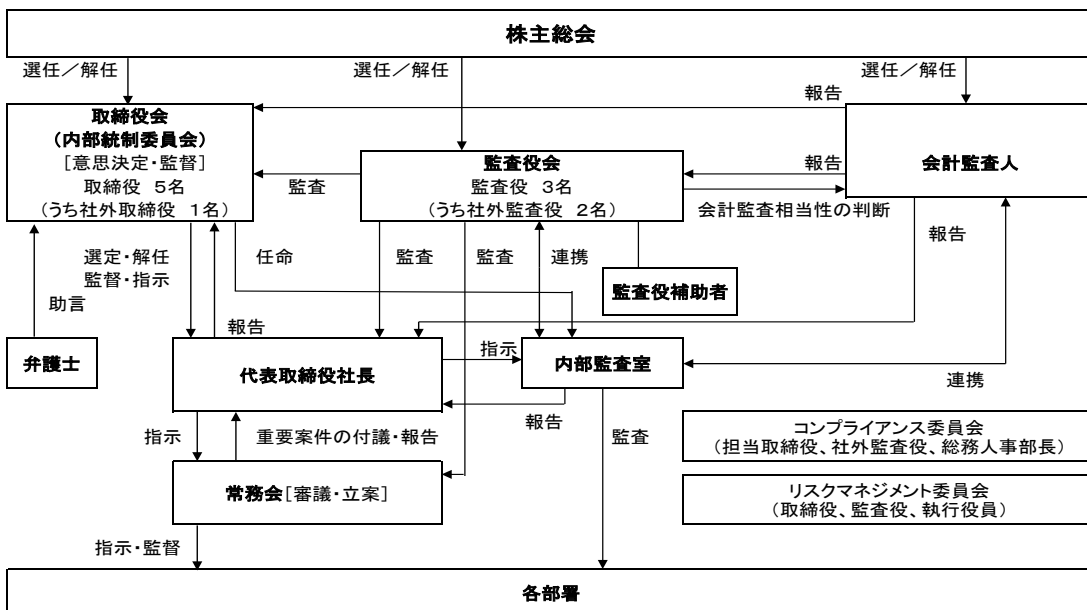 株主総会
選任／解任
選任／解任
選任／解任
報告
取締役会
（内部統制委員会）
[意思決定・監督]
取締役 5名
（うち社外取締役 1名）
監査
監査役会
監査役 3名
（うち社外監査役 2名）
報告
会計監査相当性の判断
会計監査人
選定・解任
監督・指示
任命
監査
監査
連携
報告
監査役補助者
助言
報告
弁護士
代表取締役社長
指示
内部監査室
連携
指示
重要案件の付議・報告
報告
監査
コンプライアンス委員会
（担当取締役、社外監査役、総務人事部長）
常務会[審議・立案]
リスクマネジメント委員会
（取締役、監査役、執行役員）
指示・監督
各部署